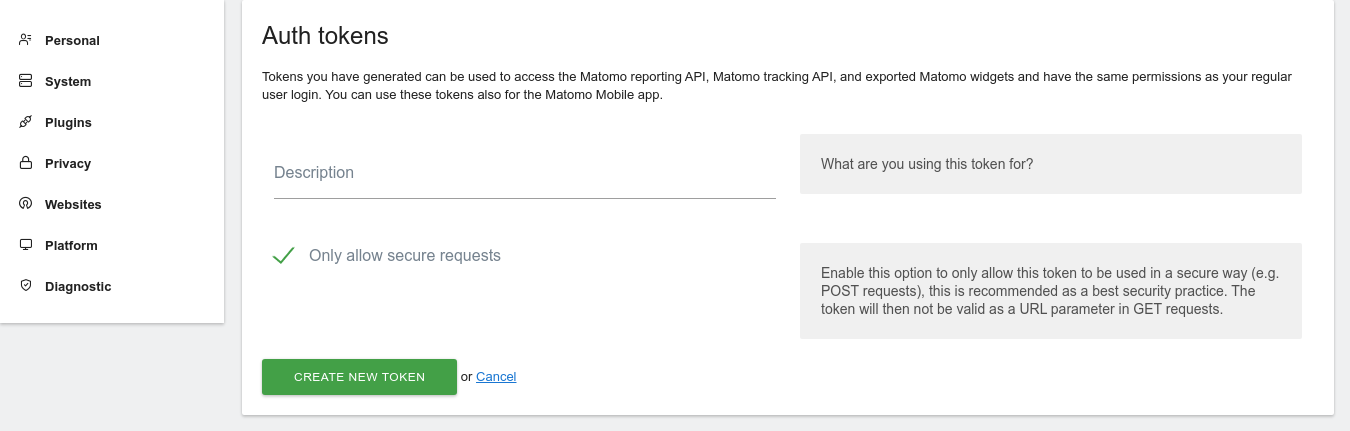 Personal
System
Plugins
Privacy
Websites
Platform
Diagnostic
Auth tokens
Tokens you have generated can be used to access the Matomo reporting API, Matomo tracking API, and exported Matomo widgets and have the same permissions as your regular
user login. You can use these tokens also for the Matomo Mobile app.
Description
What are you using this token for?
Only allow secure requests
Enable this option to only allow this token to be used in a secure way (e.g.
POST requests), this is recommended as a best security practice. The
token will then not be valid as a URL parameter in GET requests.
CREATE NEW TOKEN or Cancel